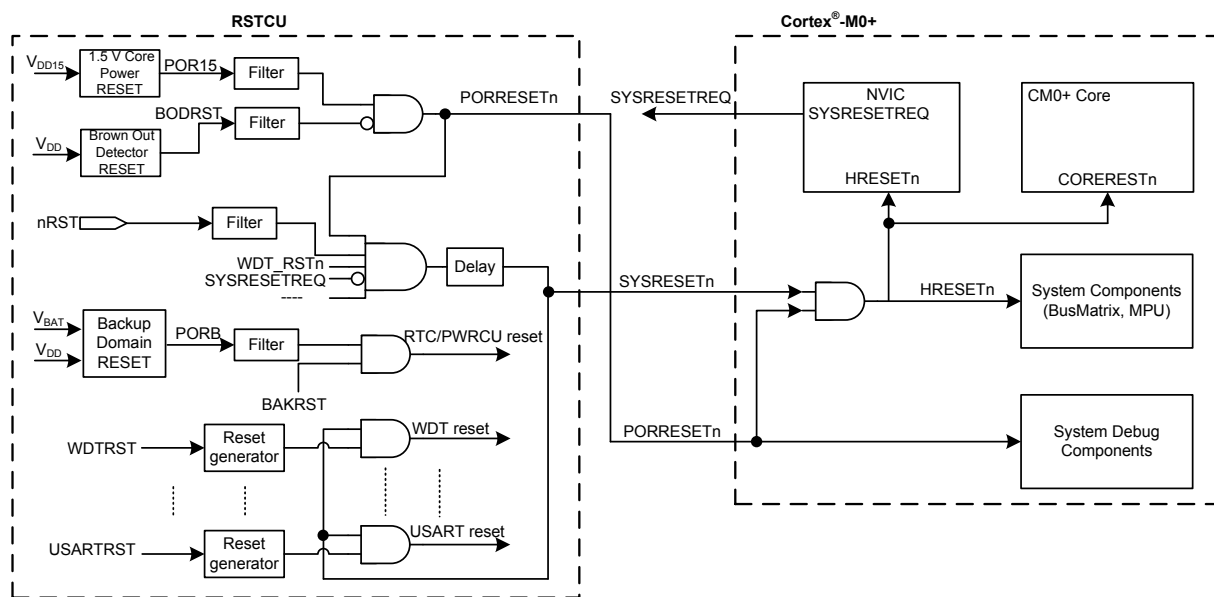 RSTCU
Cortex®-M0+
VDD15
1.5 V Core
Power
RESET
POR15
Filter
BODRST
VDD
Brown Out
Detector
RESET
Filter
PORRESETn
SYSRESETREQ
NVIC
SYSRESETREQ
HRESETn
CM0+ Core
CORERESTn
nRST
Filter
WDT_RSTn
SYSRESETREQ
----
Delay
SYSRESETn
HRESETn
System Components
(BusMatrix, MPU)
VBAT
VDD
Backup
Domain
RESET
PORB
Filter
RTC/PWRCU reset
BAKRST
WDTRST
Reset
generator
WDT reset
PORRESETn
System Debug
Components
USARTRST
Reset
generator
USART reset